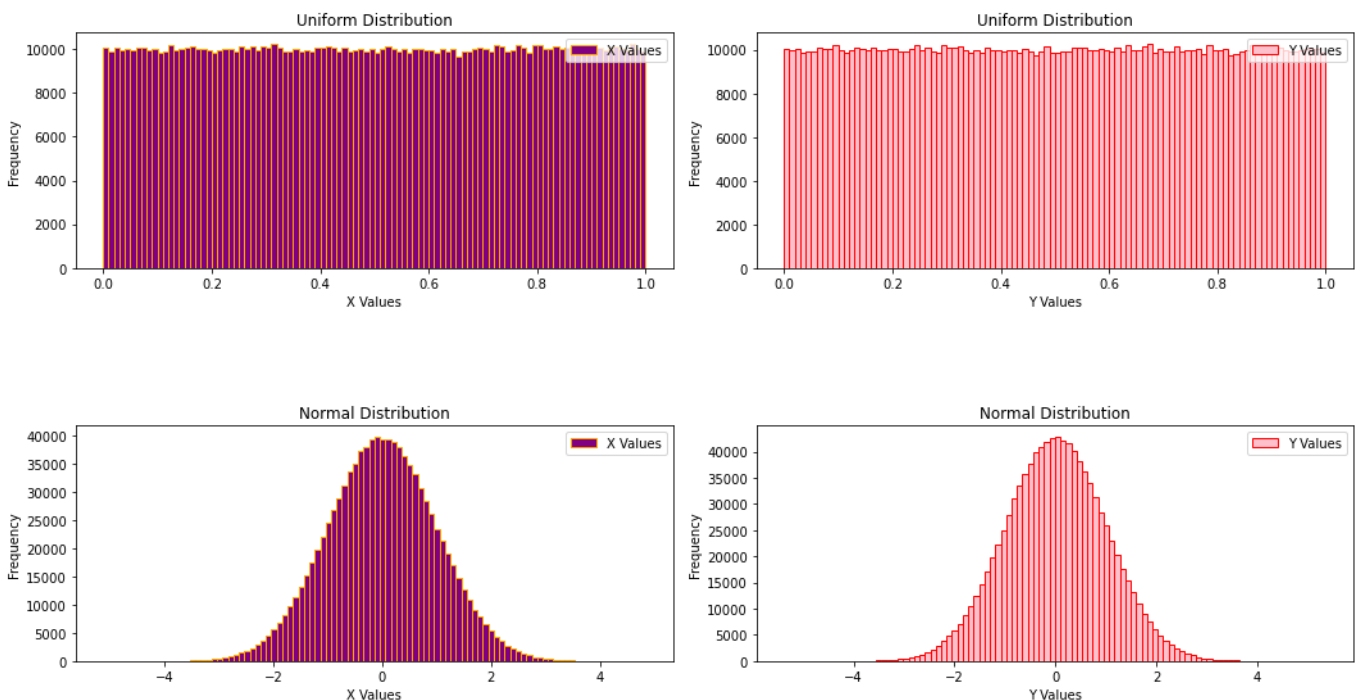 Uniform Distribution
X Values
10000
8000
6000
4000
2000
0
Frequency
0.0 0.2 0.4 0.6 0.8 1.0
X Values
Uniform Distribution
Y Values
10000
8000
6000
4000
2000
0
Frequency
0.0 0.2 0.4 0.6 0.8 1.0
Y Values
Normal Distribution
X Values
40000
35000
30000
25000
20000
15000
10000
5000
0
Frequency
−4 −2 0 2 4
X Values
Normal Distribution
Y Values
40000
35000
30000
25000
20000
15000
10000
5000
0
Frequency
−4 −2 0 2 4
Y Values